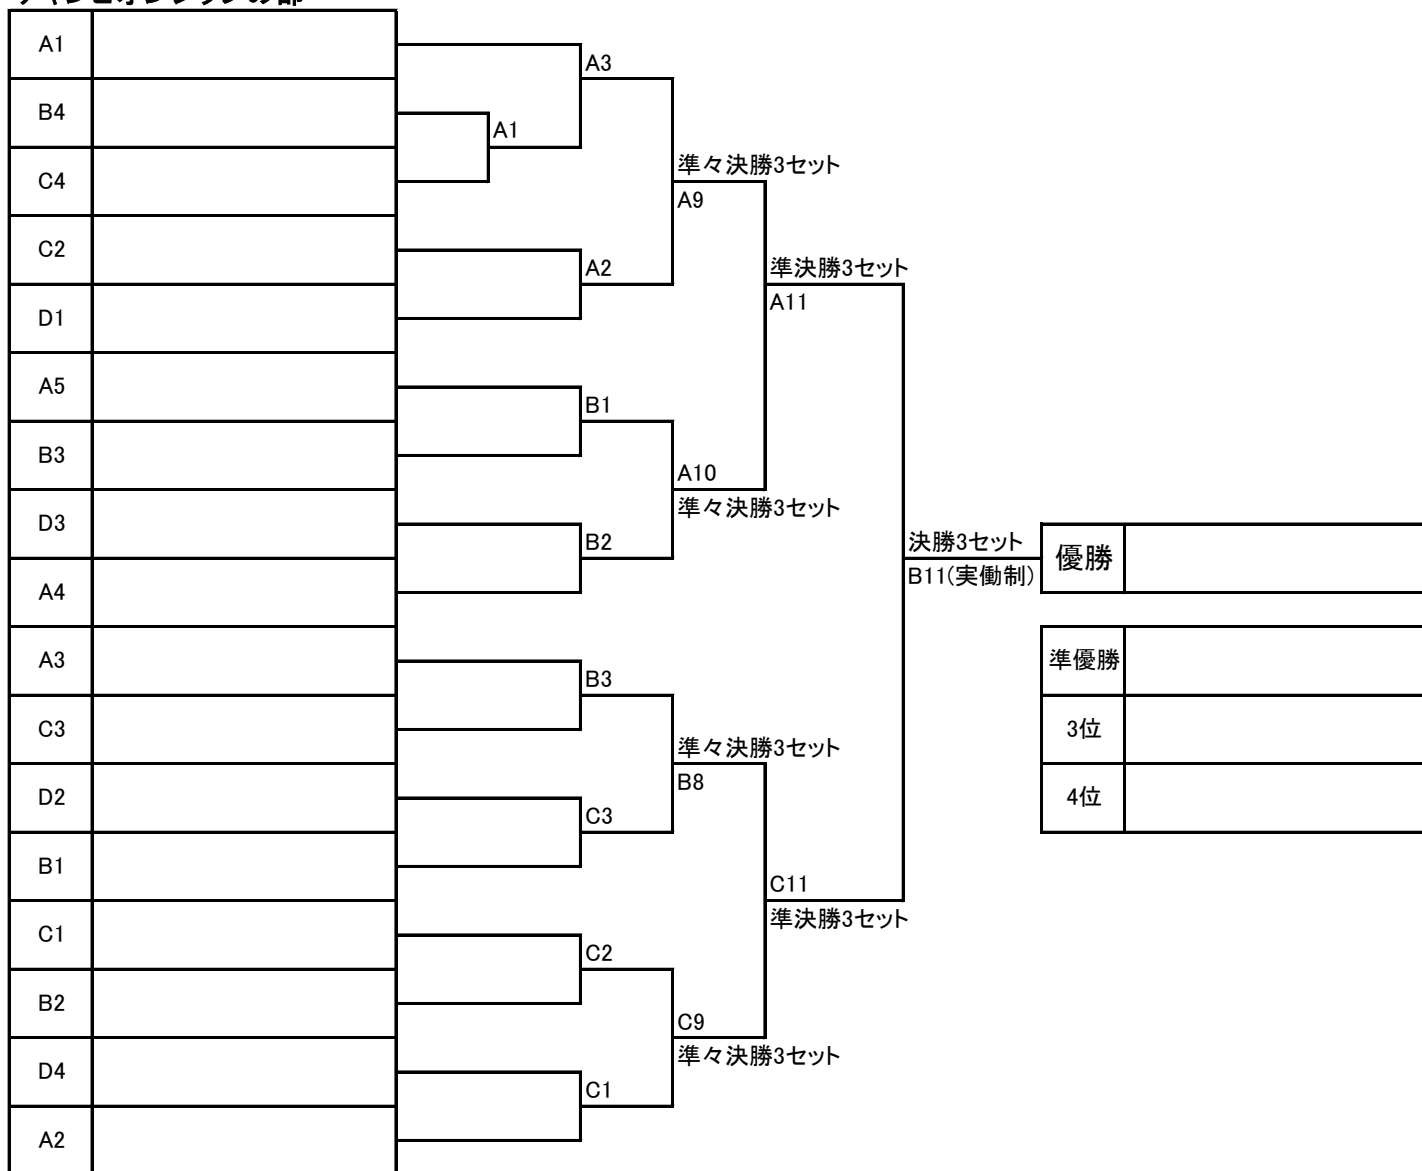 A1
A3
B4
A1
C4
準々決勝3セット
A9
C2
A2
準決勝3セット
A11
D1
A5
B1
B3
A10
準々決勝3セット
D3
B2
決勝3セット
B11(実働制)
優勝
A4
A3
B3
準優勝
C3
3位
準々決勝3セット
B8
D2
C3
4位
B1
C11
準決勝3セット
C1
C2
B2
C9
準々決勝3セット
D4
C1
A2